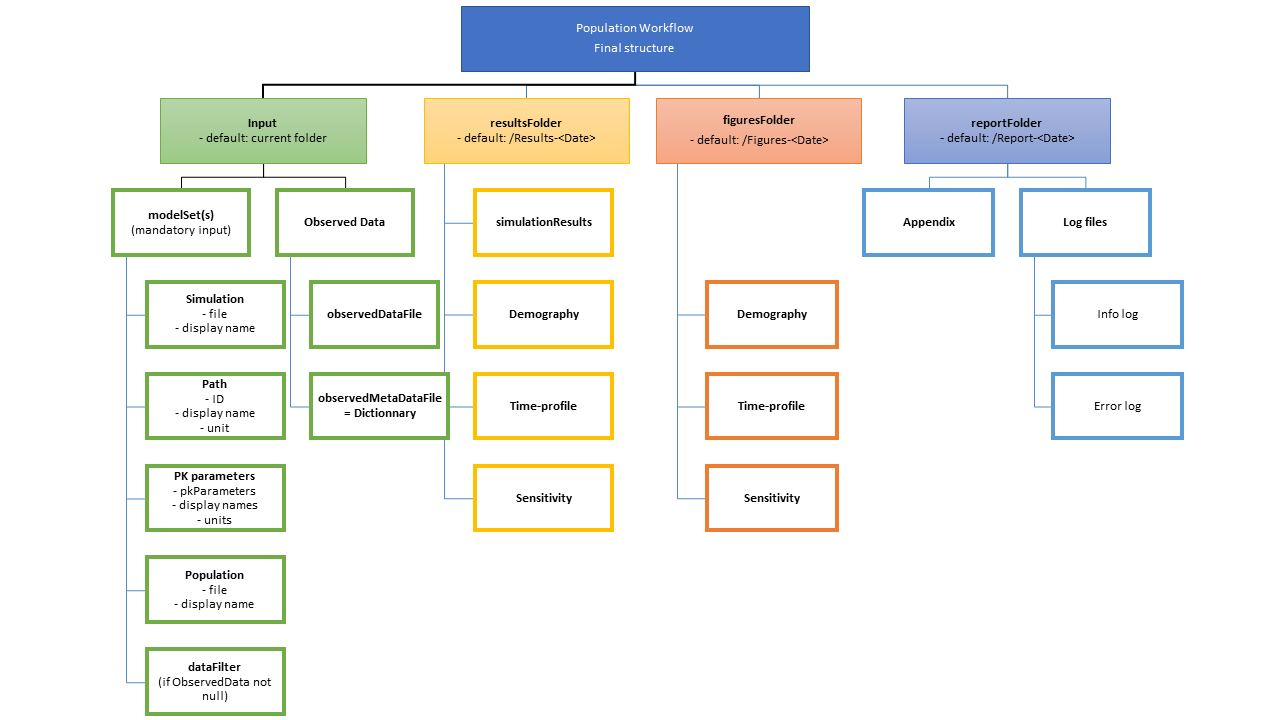 Population Workflow
Final structure
Input
- default: current folder
resultsFolder
- default: /Results-<Date>
figuresFolder
- default: /Figures-<Date>
reportFolder
- default: /Report-<Date>
modelSet(s)
(mandatory input)
Observed Data
simulationResults
Appendix
Log files
Simulation
- file
- display name
observedDataFile
Demography
Demography
Info log
Path
- ID
- display name
- unit
observedMetaDataFile
= Dictionnary
Time-profile
Time-profile
Error log
PK parameters
- pkParameters
- display names
- units
Sensitivity
Sensitivity
Population
- file
- display name
dataFilter
(if ObservedData not
null)